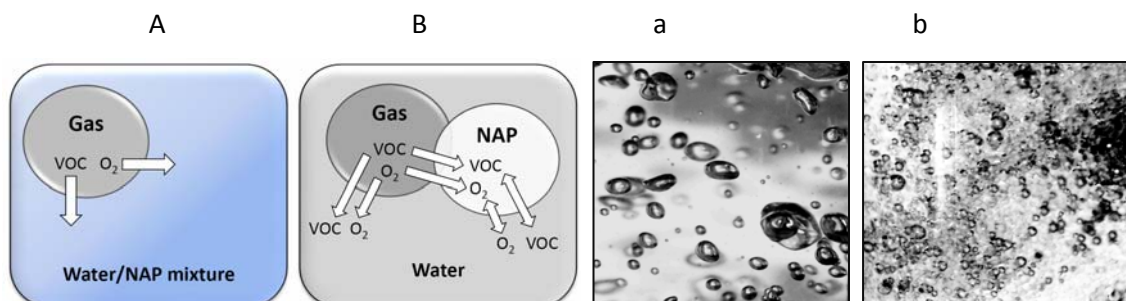 A
B
a
b
Gas
VOC O₂
Water/NAP mixture
Gas
VOC
O₂
NAP
VOC
O₂
VOC O₂
O₂ VOC
Water